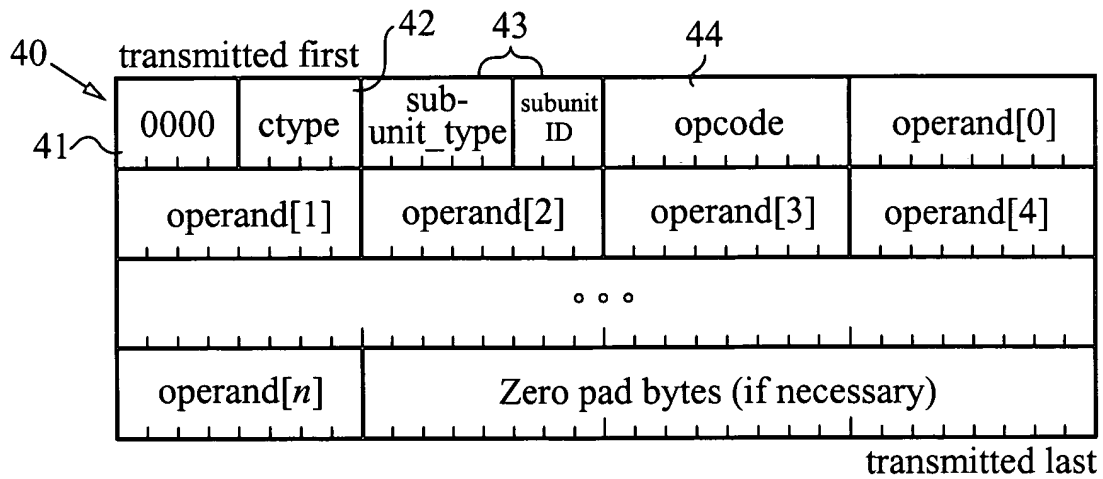 42
43
44
40
transmitted first
41
0000
ctype
sub-
unit_type
subunit
ID
opcode
operand[0]
operand[1]
operand[2]
operand[3]
operand[4]
operand[n]
Zero pad bytes (if necessary)
transmitted last